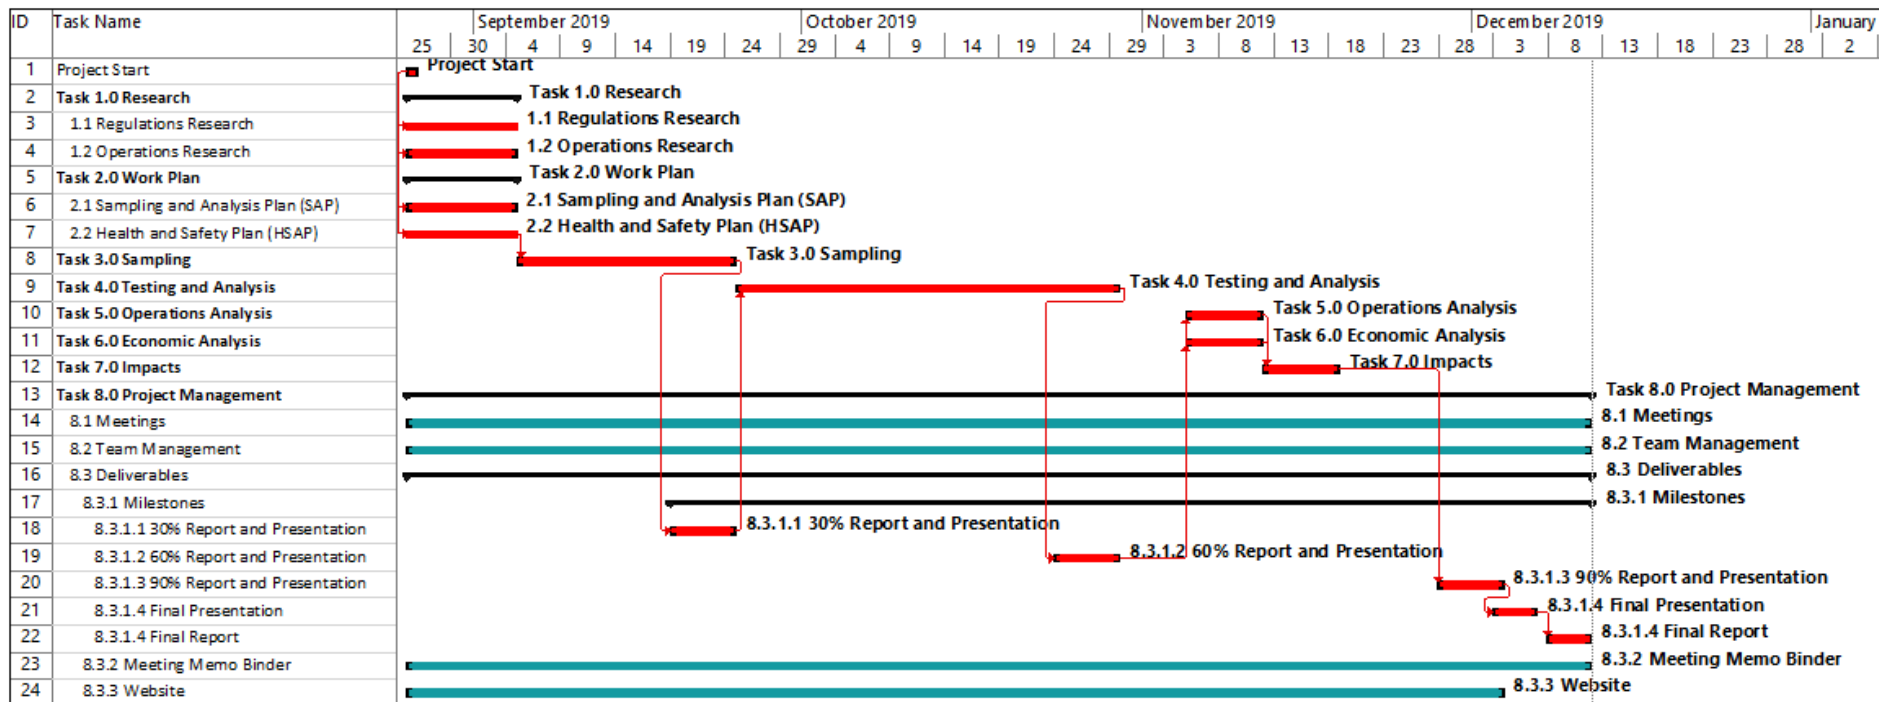 ID Task Name September 2019 October 2019 November 2019 December 2019 January
25 30 4 9 14 19 24 29 4 9 14 19 24 29 3 8 13 18 23 28 3 8 13 18 23 28 2
1 Project Start Project Start
2 Task 1.0 Research Task 1.0 Research
3 1.1 Regulations Research 1.1 Regulations Research
4 1.2 Operations Research 1.2 Operations Research
5 Task 2.0 Work Plan Task 2.0 Work Plan
6 2.1 Sampling and Analysis Plan (SAP) 2.1 Sampling and Analysis Plan (SAP)
7 2.2 Health and Safety Plan (HSAP) 2.2 Health and Safety Plan (HSAP)
8 Task 3.0 Sampling Task 3.0 Sampling
9 Task 4.0 Testing and Analysis Task 4.0 Testing and Analysis
10 Task 5.0 Operations Analysis Task 5.0 Operations Analysis
11 Task 6.0 Economic Analysis Task 6.0 Economic Analysis
12 Task 7.0 Impacts Task 7.0 Impacts
13 Task 8.0 Project Management Task 8.0 Project Management
14 8.1 Meetings 8.1 Meetings
15 8.2 Team Management 8.2 Team Management
16 8.3 Deliverables 8.3 Deliverables
17 8.3.1 Milestones 8.3.1 Milestones
18 8.3.1.1 30% Report and Presentation 8.3.1.1 30% Report and Presentation
19 8.3.1.2 60% Report and Presentation 8.3.1.2 60% Report and Presentation
20 8.3.1.3 90% Report and Presentation 8.3.1.3 90% Report and Presentation
21 8.3.1.4 Final Presentation 8.3.1.4 Final Presentation
22 8.3.1.4 Final Report 8.3.1.4 Final Report
23 8.3.2 Meeting Memo Binder 8.3.2 Meeting Memo Binder
24 8.3.3 Website 8.3.3 Website